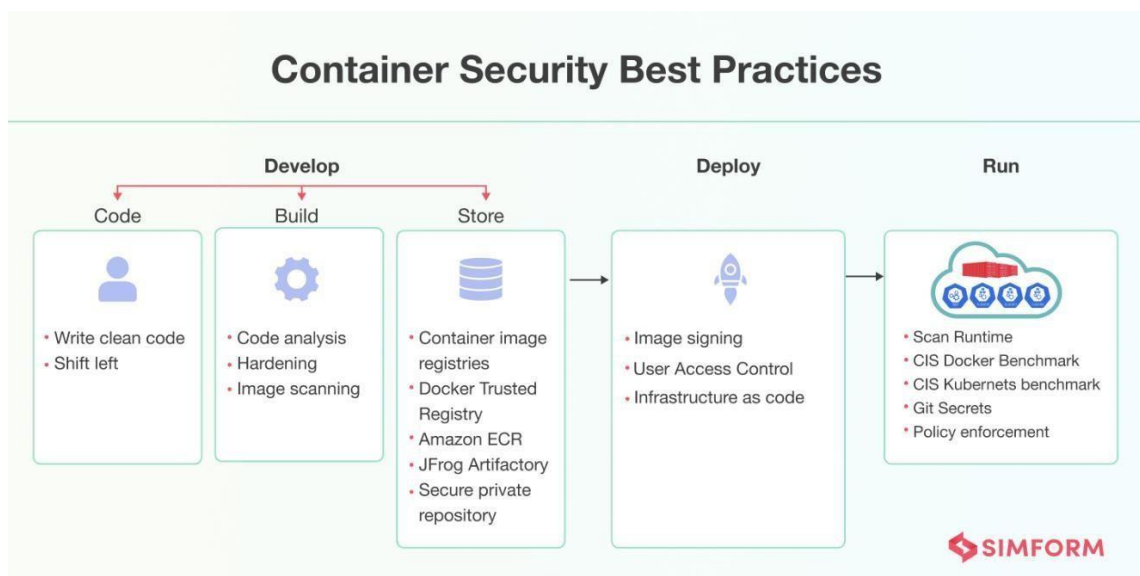 Container Security Best Practices
Develop
Deploy
Run
Code
Build
Store
• Write clean code
• Shift left
• Code analysis
• Hardening
• Image scanning
• Container image
registries
• Docker Trusted
Registry
• Amazon ECR
• JFrog Artifactory
• Secure private
repository
• Image signing
• User Access Control
• Infrastructure as code
• Scan Runtime
• CIS Docker Benchmark
• CIS Kubernets benchmark
• Git Secrets
• Policy enforcement
SIMFORM